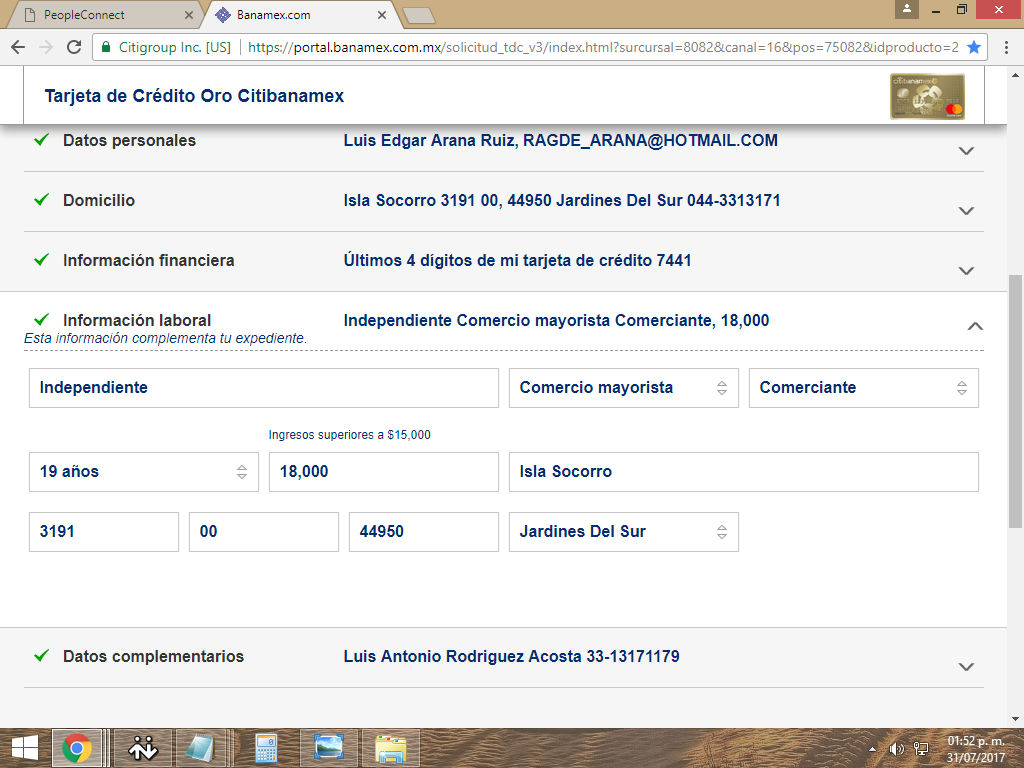 PeopleConnect
Banamex.com
Citigroup Inc. [US] https://portal.banamex.com.mx/solicitud_tdc_v3/index.html?surcursal=8082&canal=16&pos=75082&idproducto=2
Tarjeta de Crédito Oro Citibanamex
citibanamex
Datos personales Luis Edgar Arana Ruiz, RAGDE_ARANA@HOTMAIL.COM
Domicilio Isla Socorro 3191 00, 44950 Jardines Del Sur 044-3313171
Información financiera Últimos 4 dígitos de mi tarjeta de crédito 7441
Información laboral Independiente Comercio mayorista Comerciante, 18,000
Esta información complementa tu expediente.
Independiente Comercio mayorista Comerciante
Ingresos superiores a $15,000
19 años 18,000 Isla Socorro
3191 00 44950 Jardines Del Sur
Datos complementarios Luis Antonio Rodriguez Acosta 33-13171179
01:52 p. m.
31/07/2017